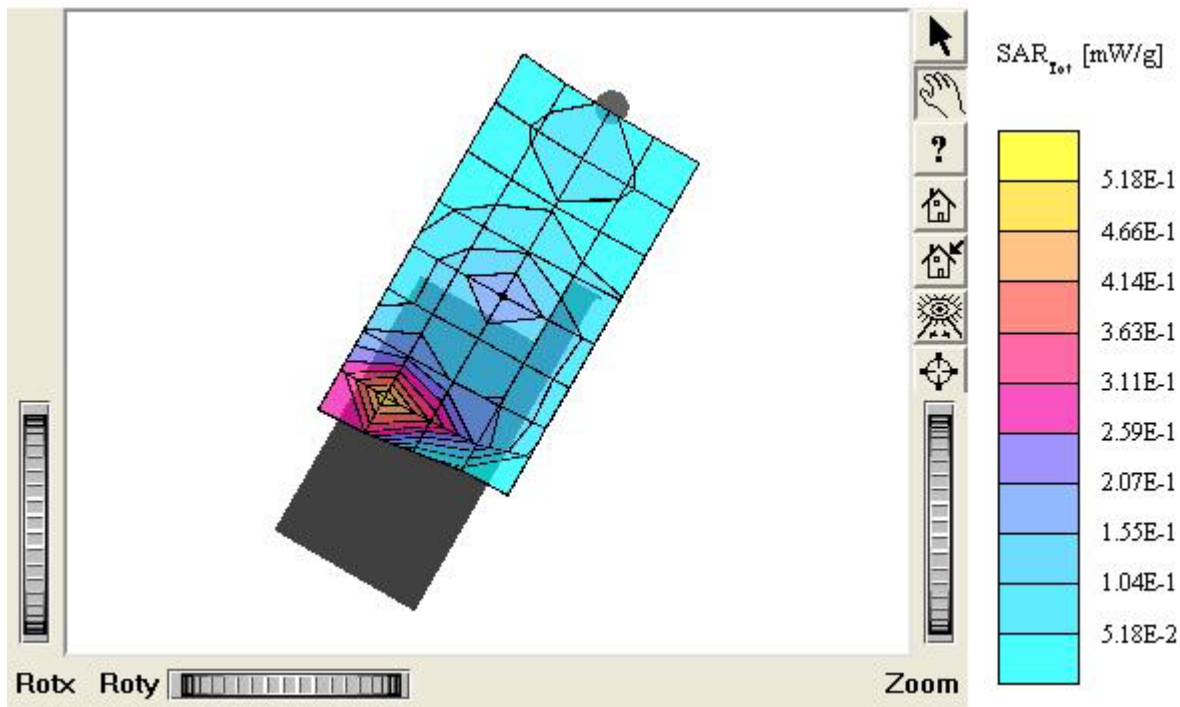 SAR_Tot [mW/g]
?
5.18E-1
4.66E-1
4.14E-1
3.63E-1
3.11E-1
2.59E-1
2.07E-1
1.55E-1
1.04E-1
5.18E-2
Rotx Roty Zoom